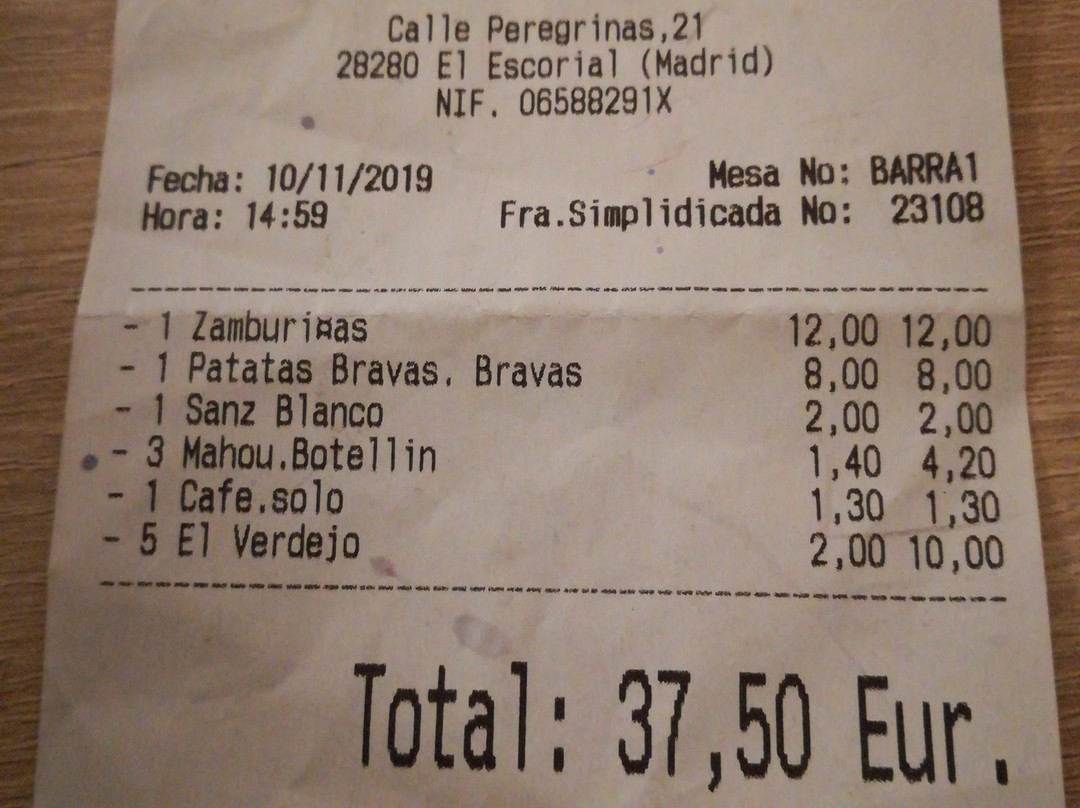 Calle Peregrinas,21
28280 El Escorial (Madrid)
NIF. 06588291X
Fecha: 10/11/2019 Mesa No: BARRA1
Hora: 14:59 Fra.Simplidicada No: 23108
- 1 Zamburi¤as 12,00 12,00
- 1 Patatas Bravas. Bravas 8,00 8,00
- 1 Sanz Blanco 2,00 2,00
- 3 Mahou.Botellin 1,40 4,20
- 1 Cafe.solo 1,30 1,30
- 5 El Verdejo 2,00 10,00
Total: 37,50 Eur.